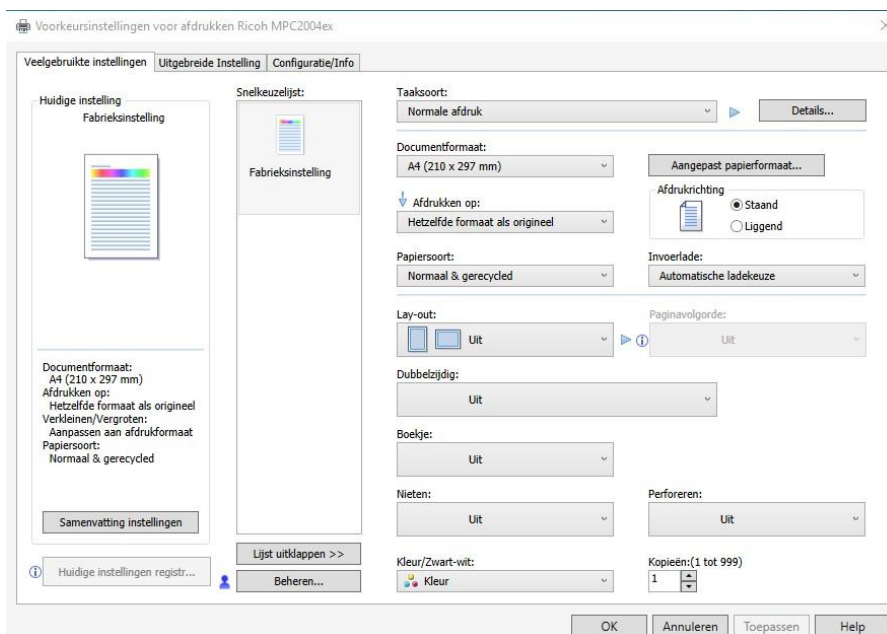 Voorkeursinstellingen voor afdrukken Ricoh MPC2004ex
Veelgebruikte instellingen
Uitgebreide Instelling
Configuratie/Info
Huidige instelling
Fabrieksinstelling
Documentformaat:
A4 (210 x 297 mm)
Afdrukken op:
Hetzelfde formaat als origineel
Verkleinen/Vergroten:
Aanpassen aan afdrukformaat
Papiersoort:
Normaal & gerecycled
Samenvatting instellingen
Huidige instellingen registr...
Snelkeuzelijst:
Fabrieksinstelling
Lijst uitklappen >>
Beheren...
Taaksoort:
Normale afdruk
Details...
Documentformaat:
A4 (210 x 297 mm)
Aangepast papierformaat...
Afdrukken op:
Hetzelfde formaat als origineel
Afdrukrichting
Staand
Liggend
Papiersoort:
Normaal & gerecycled
Invoerlade:
Automatische ladekeuze
Lay-out:
Uit
Paginavolgorde:
Uit
Dubbelzijdig:
Uit
Boekje:
Uit
Nieten:
Uit
Perforeren:
Uit
Kleur/Zwart-wit:
Kleur
Kopieën:(1 tot 999)
1
OK
Annuleren
Toepassen
Help